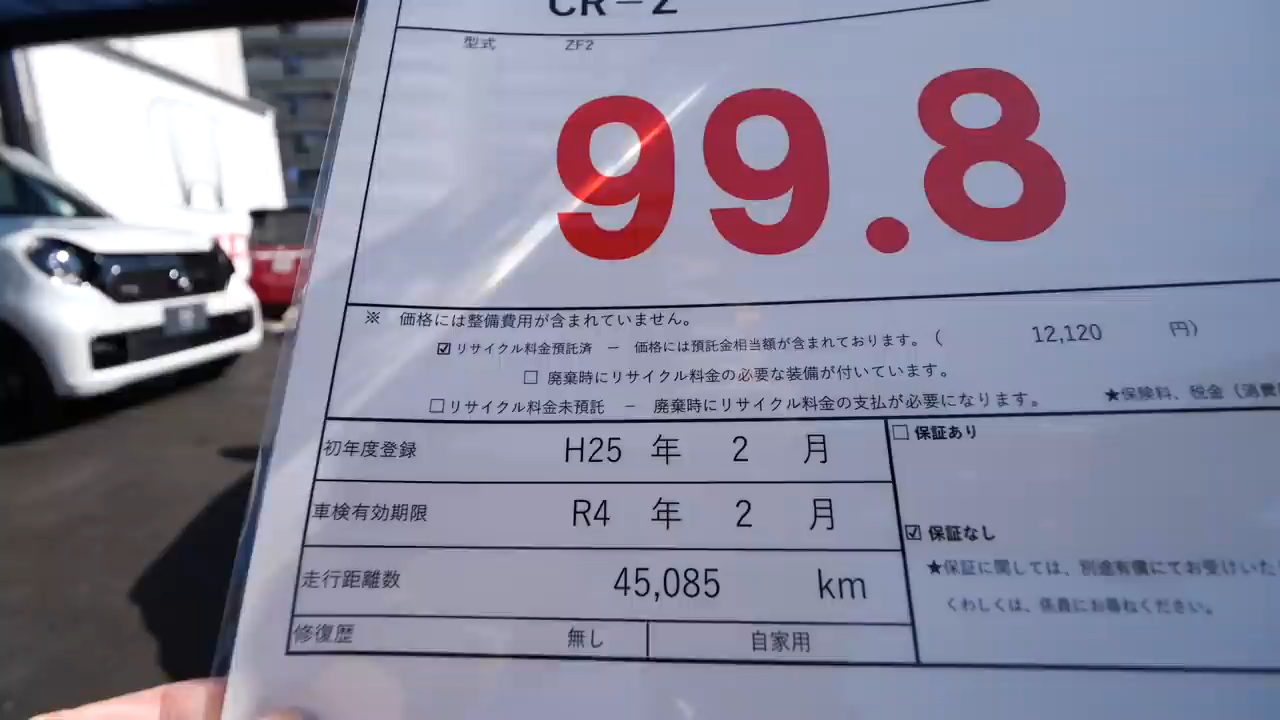 CR-Z
型式 ZF2
99.8
※ 価格には整備費用が含まれていません。
☑リサイクル料金預託済 － 価格には預託金相当額が含まれております。( 12,120 円)
□ 廃棄時にリサイクル料金の必要な装備が付いています。
□リサイクル料金未預託 － 廃棄時にリサイクル料金の支払が必要になります。
★保険料、税金(消費
初年度登録 H25 年 2 月
□ 保証あり
車検有効期限 R4 年 2 月
☑ 保証なし
★保証に関しては、別途有償にてお受けいた
走行距離数 45,085 km
くわしくは、係員にお尋ねください。
修復歴 無し 自家用